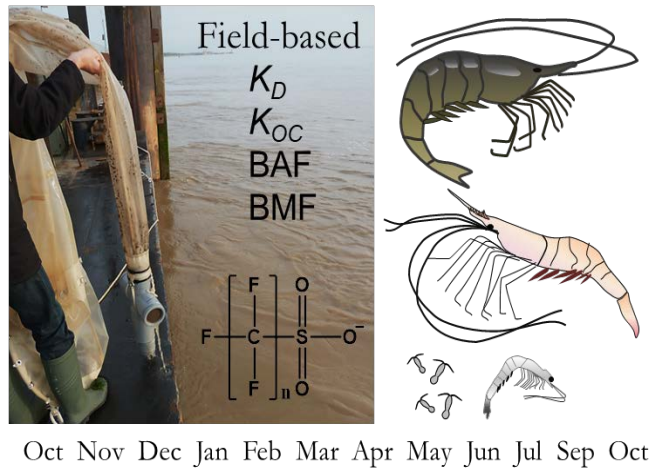 Field-based
K_D
K_OC
BAF
BMF
F O
F C S O⁻
F n O
Oct Nov Dec Jan Feb Mar Apr May Jun Jul Sep Oct